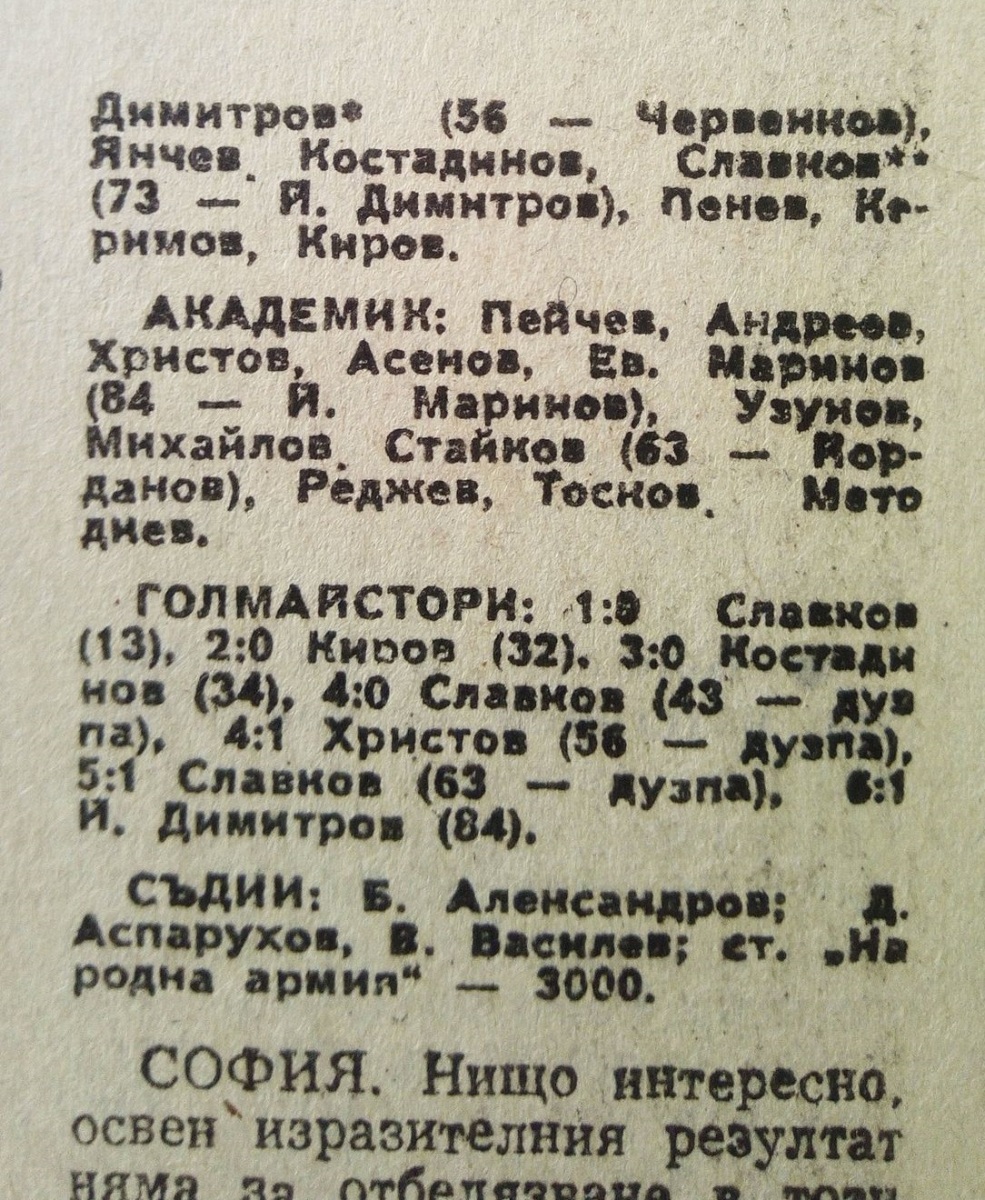 Димитров* (56 — Червенков),
Янчев, Костадинов, Славков**
(73 — Й. Димитров), Пенев, Ке-
римов, Киров.
АКАДЕМИК: Пейчев, Андреев,
Христов, Асенов, Ев. Маринов
(84 — Й. Маринов), Узунов,
Михайлов, Стайков (63 — Йор-
данов), Реджев, Тосков, Мето
диев.
ГОЛМАЙСТОРИ: 1:0 Славков
(13), 2:0 Киров (32), 3:0 Костади
нов (34), 4:0 Славков (43 — дуз
па), 4:1 Христов (56 — дузпа),
5:1 Славков (63 — дузпа), 6:1
Й. Димитров (84).
СЪДИИ: Б. Александров; Д.
Аспарухов, В. Василев; ст. „На
родна армия“ — 3000.
СОФИЯ. Нищо интересно,
освен изразителния резултат
няма за отбелязване в този